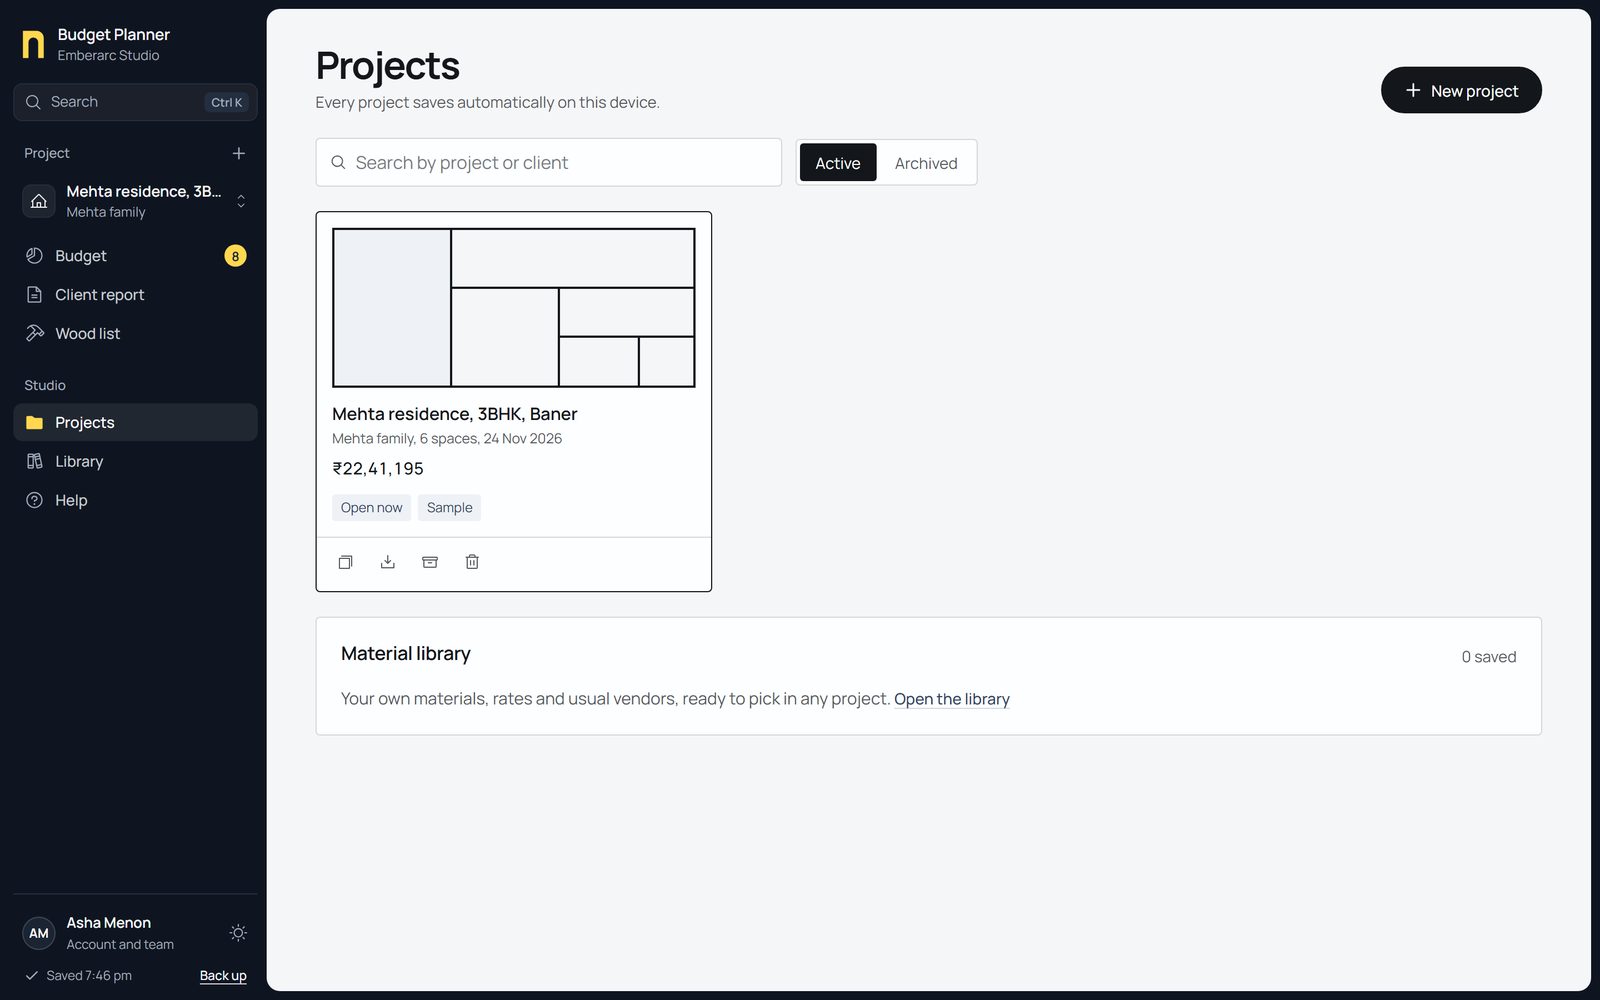 Budget Planner
Emberarc Studio
Search Ctrl K
Project
Mehta residence, 3B...
Mehta family
Budget 8
Client report
Wood list
Studio
Projects
Library
Help
AM
Asha Menon
Account and team
Saved 7:46 pm Back up
Projects
Every project saves automatically on this device.
New project
Search by project or client
Active Archived
Mehta residence, 3BHK, Baner
Mehta family, 6 spaces, 24 Nov 2026
₹22,41,195
Open now Sample
Material library
0 saved
Your own materials, rates and usual vendors, ready to pick in any project. Open the library